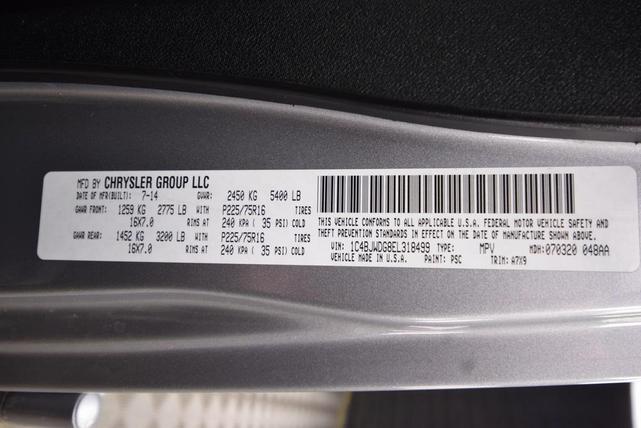 MFD BY CHRYSLER GROUP LLC
DATE OF MFR(BUILT): 7-14 GVWR: 2450 KG 5400 LB
GAWR FRONT: 1259 KG 2775 LB WITH P225/75R16 TIRES
16X7.0 RIMS AT 240 KPA ( 35 PSI) COLD
GAWR REAR: 1452 KG 3200 LB WITH P225/75R16 TIRES
16X7.0 RIMS AT 240 KPA ( 35 PSI) COLD
THIS VEHICLE CONFORMS TO ALL APPLICABLE U.S.A. FEDERAL MOTOR VEHICLE SAFETY AND
THEFT PREVENTION STANDARDS IN EFFECT ON THE DATE OF MANUFACTURE SHOWN ABOVE.
VIN: 1C4BJWDG8EL318499 TYPE: MPV MDH: 070320 048AA
VEHICLE MADE IN U.S.A. PAINT: PSC TRIM: A7X9